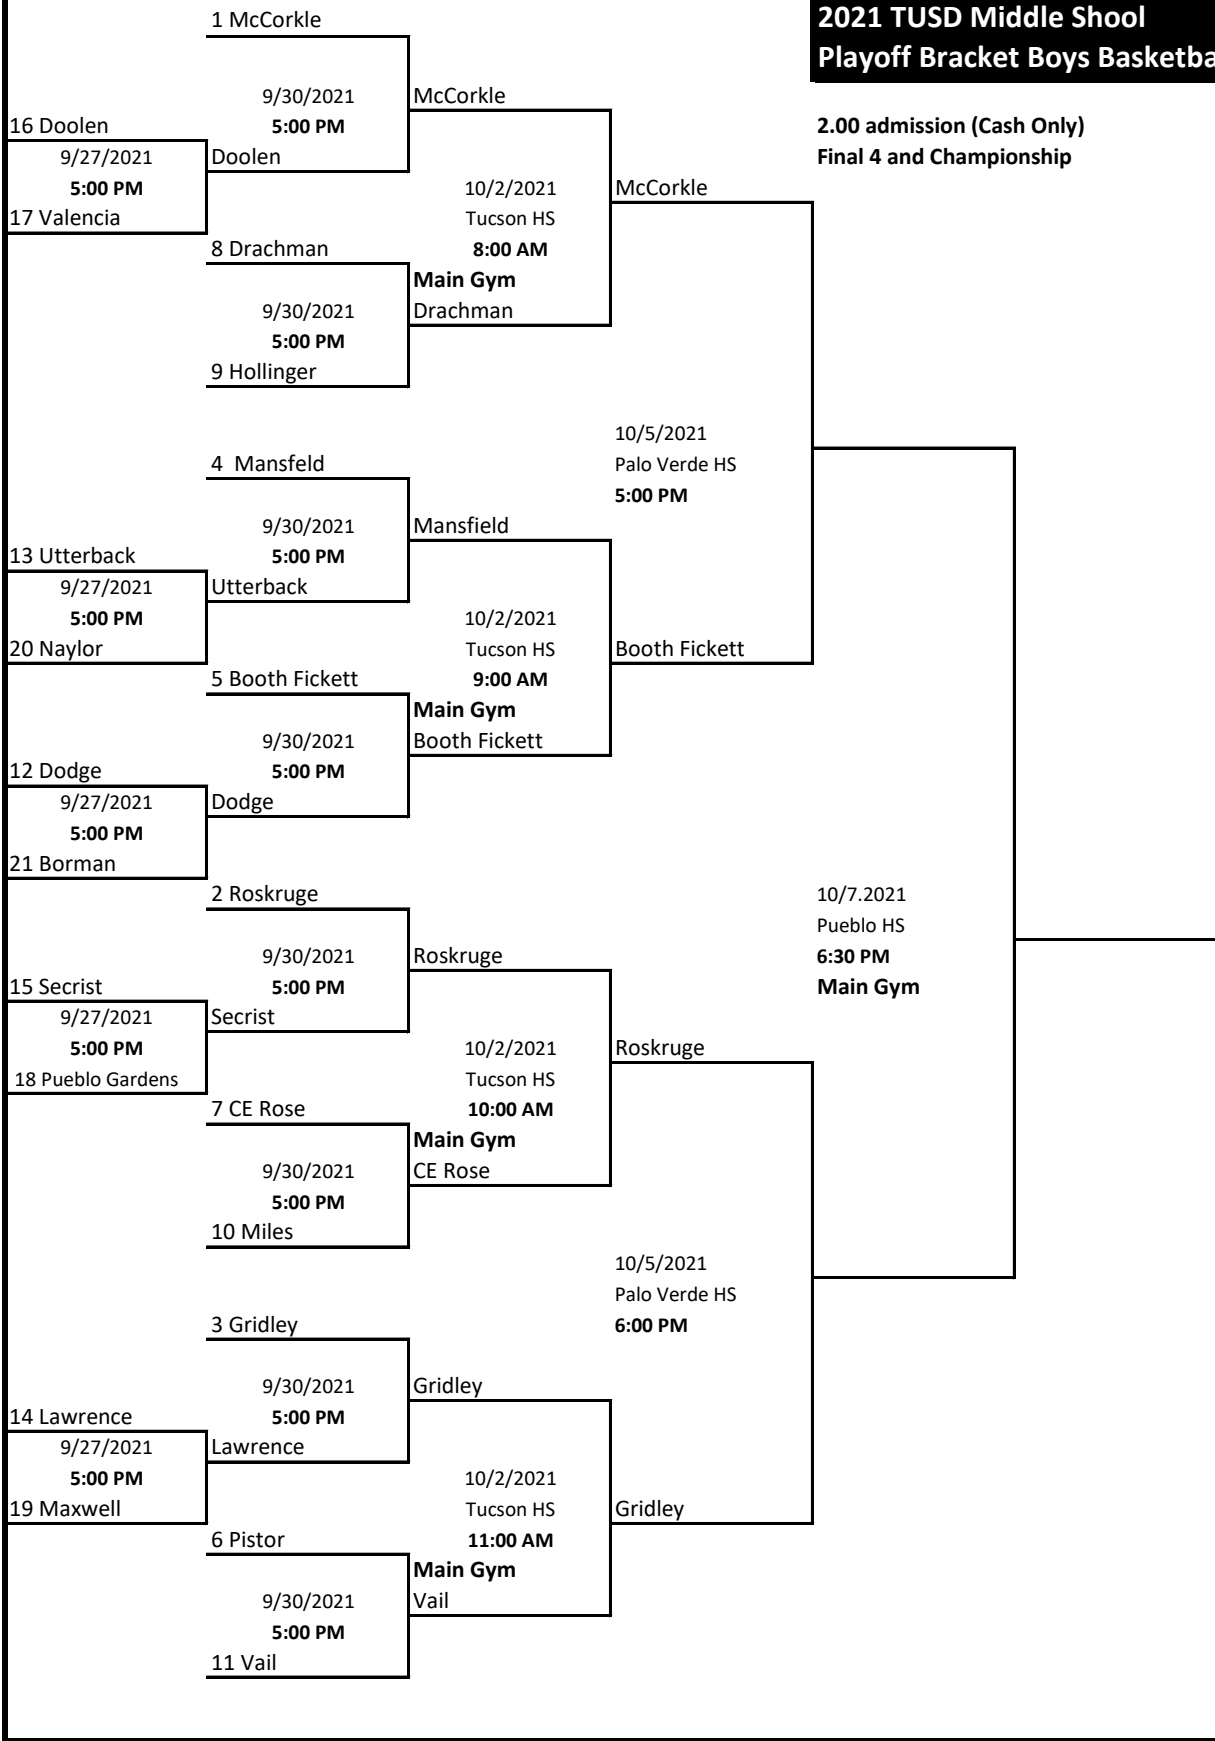 1 McCorkle
2021 TUSD Middle Shool
Playoff Bracket Boys Basketba
9/30/2021
McCorkle
16 Doolen
5:00 PM
2.00 admission (Cash Only)
9/27/2021
Doolen
Final 4 and Championship
5:00 PM
10/2/2021
McCorkle
17 Valencia
Tucson HS
8 Drachman
8:00 AM
Main Gym
9/30/2021
Drachman
5:00 PM
9 Hollinger
10/5/2021
4  Mansfeld
Palo Verde HS
5:00 PM
9/30/2021
Mansfield
13 Utterback
5:00 PM
9/27/2021
Utterback
5:00 PM
10/2/2021
20 Naylor
Tucson HS
Booth Fickett
5 Booth Fickett
9:00 AM
Main Gym
9/30/2021
Booth Fickett
12 Dodge
5:00 PM
9/27/2021
Dodge
5:00 PM
21 Borman
2 Roskruge
10/7.2021
Pueblo HS
9/30/2021
Roskruge
6:30 PM
15 Secrist
5:00 PM
Main Gym
9/27/2021
Secrist
5:00 PM
10/2/2021
Roskruge
18 Pueblo Gardens
Tucson HS
7 CE Rose
10:00 AM
Main Gym
9/30/2021
CE Rose
5:00 PM
10 Miles
10/5/2021
Palo Verde HS
3 Gridley
6:00 PM
9/30/2021
Gridley
14 Lawrence
5:00 PM
9/27/2021
Lawrence
5:00 PM
10/2/2021
19 Maxwell
Tucson HS
Gridley
6 Pistor
11:00 AM
Main Gym
9/30/2021
Vail
5:00 PM
11 Vail